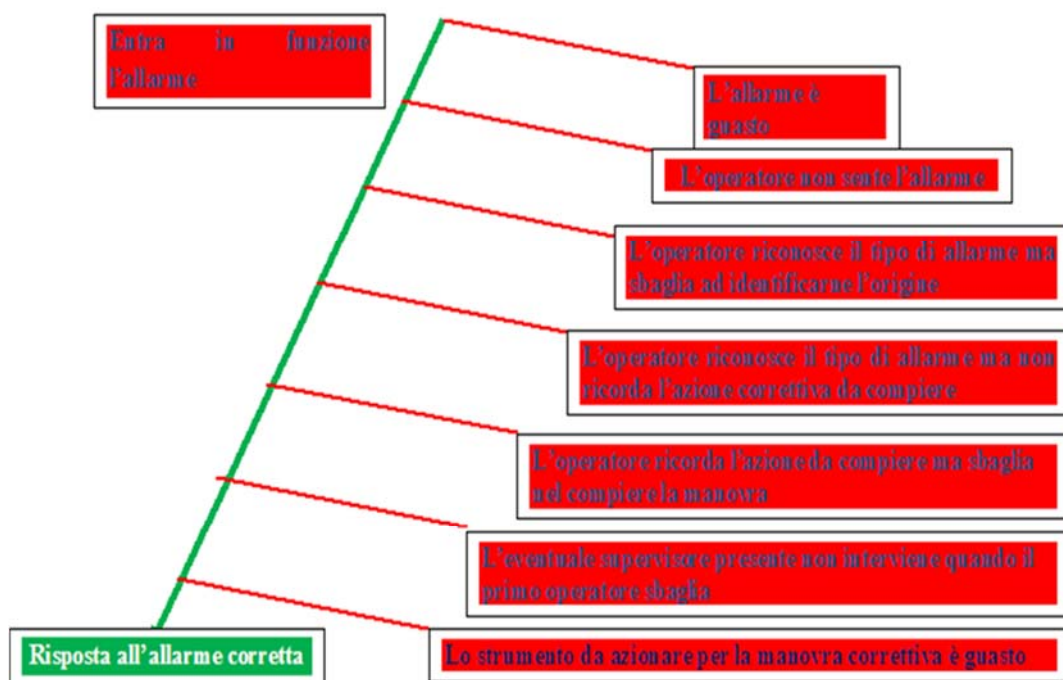 Entra in funzione
l'allarme
L'allarme è
guasto
L'operatore non sente l'allarme
L'operatore riconosce il tipo di allarme ma
sbaglia ad identificarne l'origine
L'operatore riconosce il tipo di allarme ma non
ricorda l'azione correttiva da compiere
L'operatore ricorda l'azione da compiere ma sbaglia
nel compiere la manovra
L'eventuale supervisore presente non interviene quando il
primo operatore sbaglia
Risposta all'allarme corretta
Lo strumento da azionare per la manovra correttiva è guasto